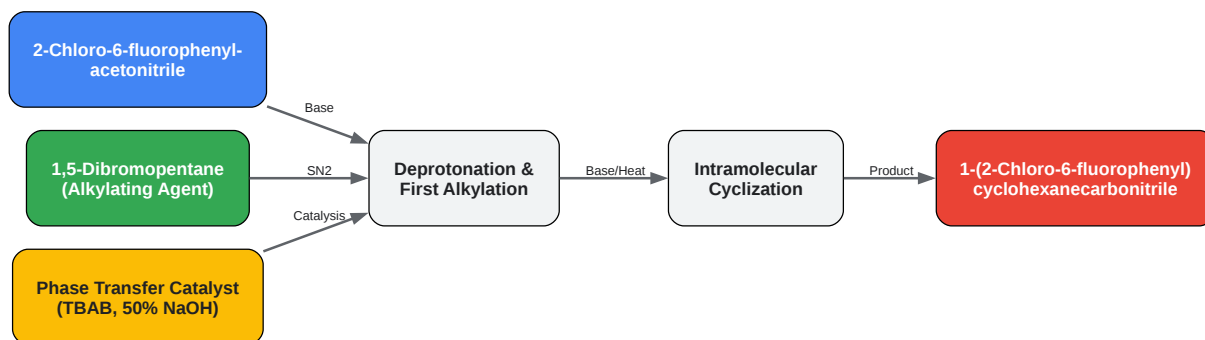 2-Chloro-6-fluorophenyl-
acetonitrile
Base
1,5-Dibromopentane
(Alkylating Agent)
SN2
Deprotonation &
First Alkylation
Base/Heat
Intramolecular
Cyclization
Product
1-(2-Chloro-6-fluorophenyl)
cyclohexanecarbonitrile
Catalysis
Phase Transfer Catalyst
(TBAB, 50% NaOH)